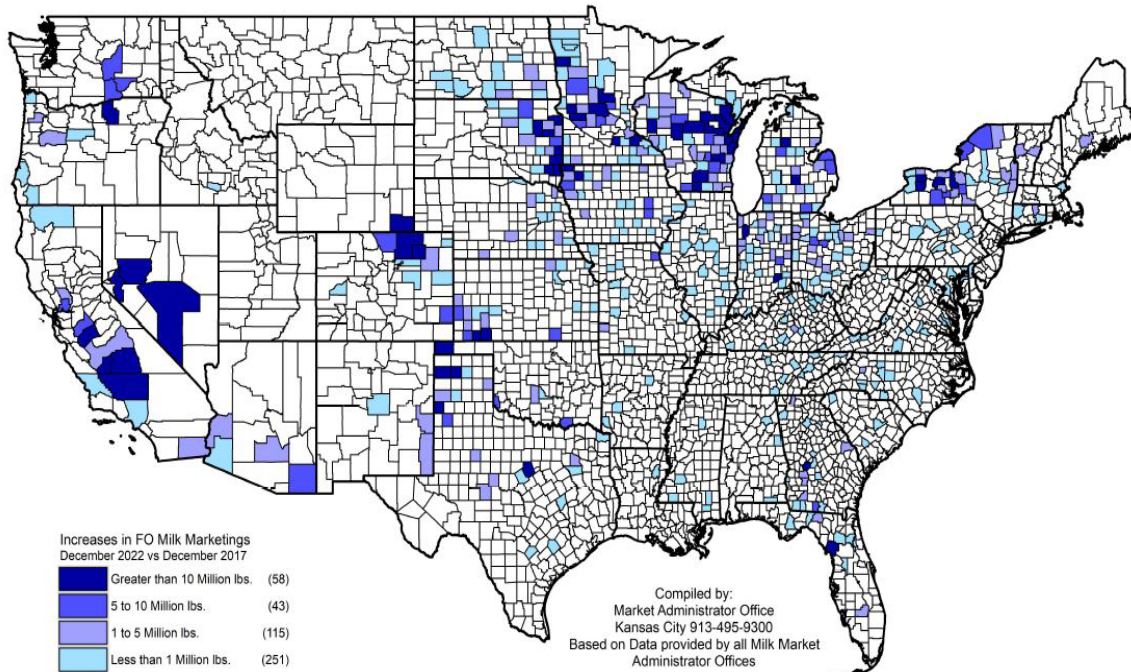 Increases in FO Milk Marketings
December 2022 vs December 2017
Greater than 10 Million lbs. (58)
5 to 10 Million lbs. (43)
1 to 5 Million lbs. (115)
Less than 1 Million lbs. (251)
Compiled by:
Market Administrator Office
Kansas City 913-495-9300
Based on Data provided by all Milk Market
Administrator Offices